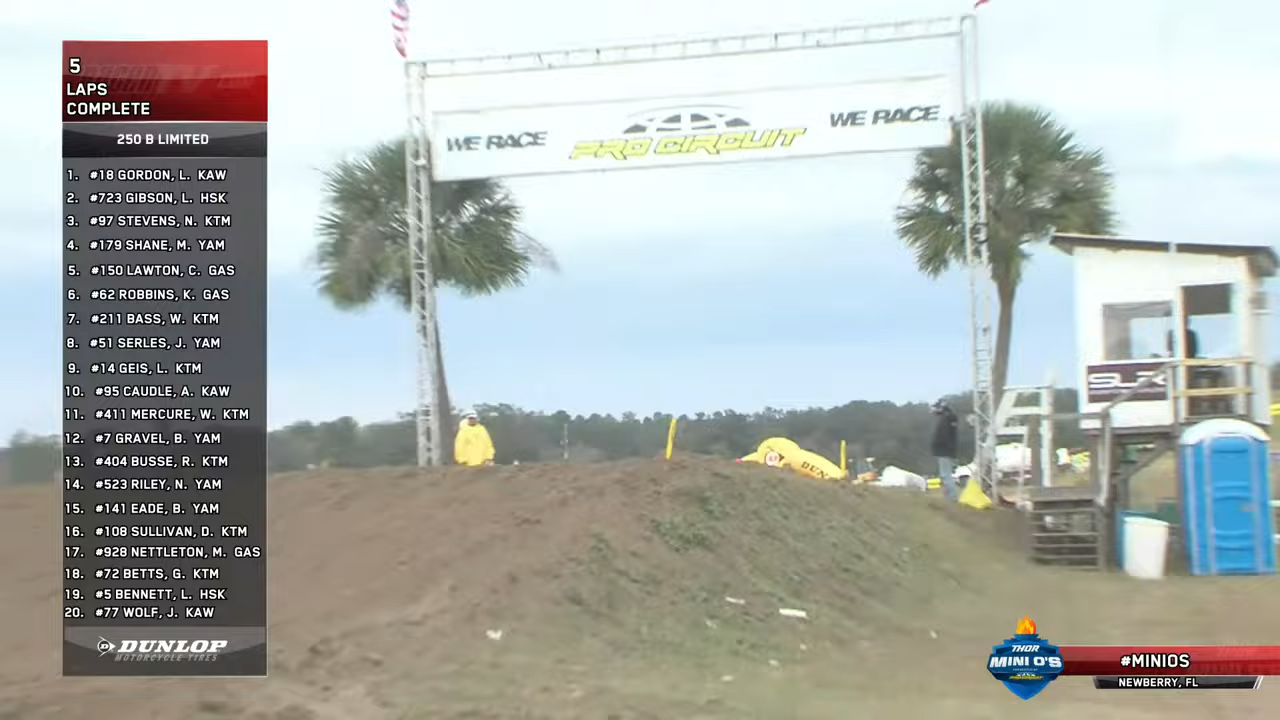 5
LAPS
COMPLETE
250 B LIMITED
1. #18 GORDON, L. KAW
2. #723 GIBSON, L. HSK
3. #97 STEVENS, N. KTM
4. #179 SHANE, M. YAM
5. #150 LAWTON, C. GAS
6. #62 ROBBINS, K. GAS
7. #211 BASS, W. KTM
8. #51 SERLES, J. YAM
9. #14 GEIS, L. KTM
10. #95 CAUDLE, A. KAW
11. #411 MERCURE, W. KTM
12. #7 GRAVEL, B. YAM
13. #404 BUSSE, R. KTM
14. #523 RILEY, N. YAM
15. #141 EADE, B. YAM
16. #108 SULLIVAN, D. KTM
17. #928 NETTLETON, M. GAS
18. #72 BETTS, G. KTM
19. #5 BENNETT, L. HSK
20. #77 WOLF, J. KAW
DUNLOP
MOTORCYCLE TIRES
WE RACE PRO CIRCUIT WE RACE
THOR
MINI O'S
#MINIOS
NEWBERRY, FL